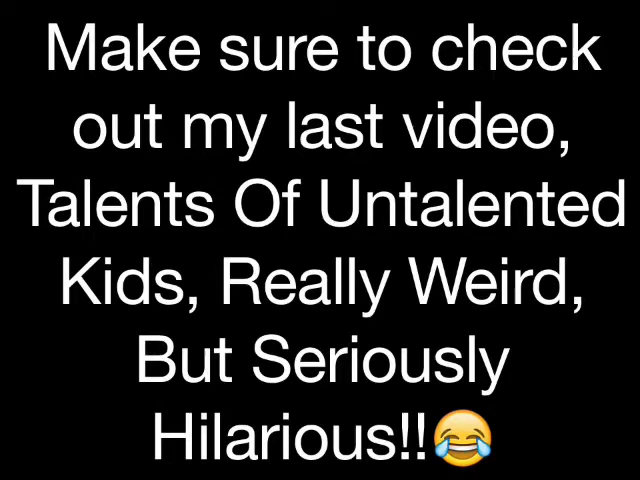 Make sure to check
out my last video,
Talents Of Untalented
Kids, Really Weird,
But Seriously
Hilarious!!😂